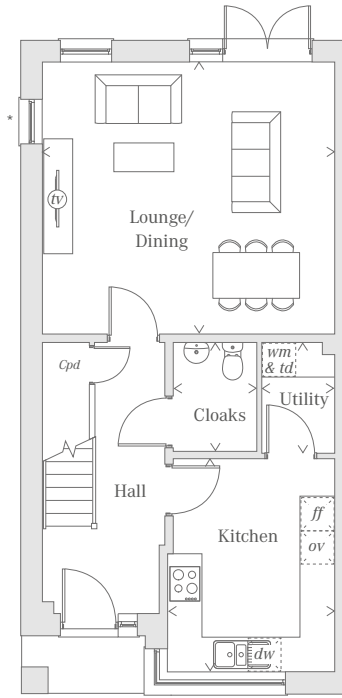 *
tv
Lounge/
Dining
Cpd
wm
& td
Cloaks
Utility
Hall
ff
Kitchen
ov
dw